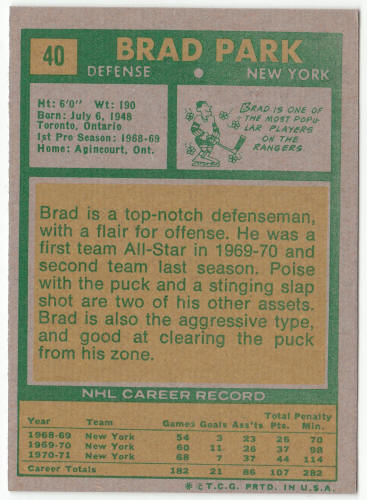 40
BRAD PARK
DEFENSE
NEW YORK
Ht: 6'0" Wt: 190
Born: July 6, 1948
Toronto, Ontario
1st Pro Season: 1968-69
Home: Agincourt, Ont.
BRAD IS ONE OF
THE MOST POPU-
LAR PLAYERS
ON THE
RANGERS.
Brad is a top-notch defenseman,
with a flair for offense. He was a
first team All-Star in 1969-70 and
second team last season. Poise
with the puck and a stinging slap
shot are two of his other assets.
Brad is also the aggressive type,
and good at clearing the puck
from his zone.
NHL CAREER RECORD
Year Team Games Goals Ass'ts Total Pts. Penalty Min.
1968-69 New York 54 3 23 26 70
1969-70 New York 60 11 26 37 98
1970-71 New York 68 7 37 44 114
Career Totals 182 21 86 107 282
* © T.C.G. PRTD. IN U.S.A.